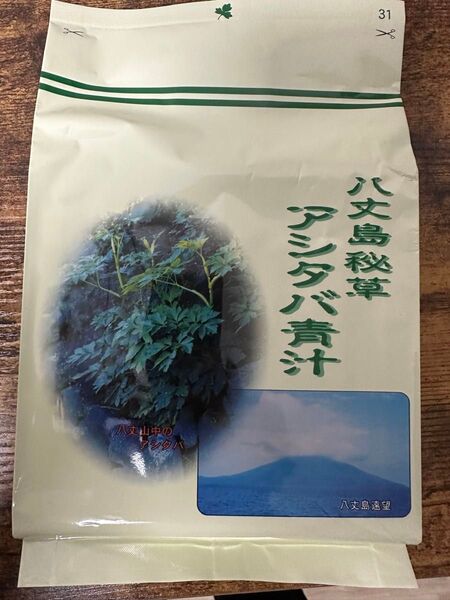 31
八丈島秘草
アシタバ青汁
八丈山中の
アシタバ
八丈島遠望